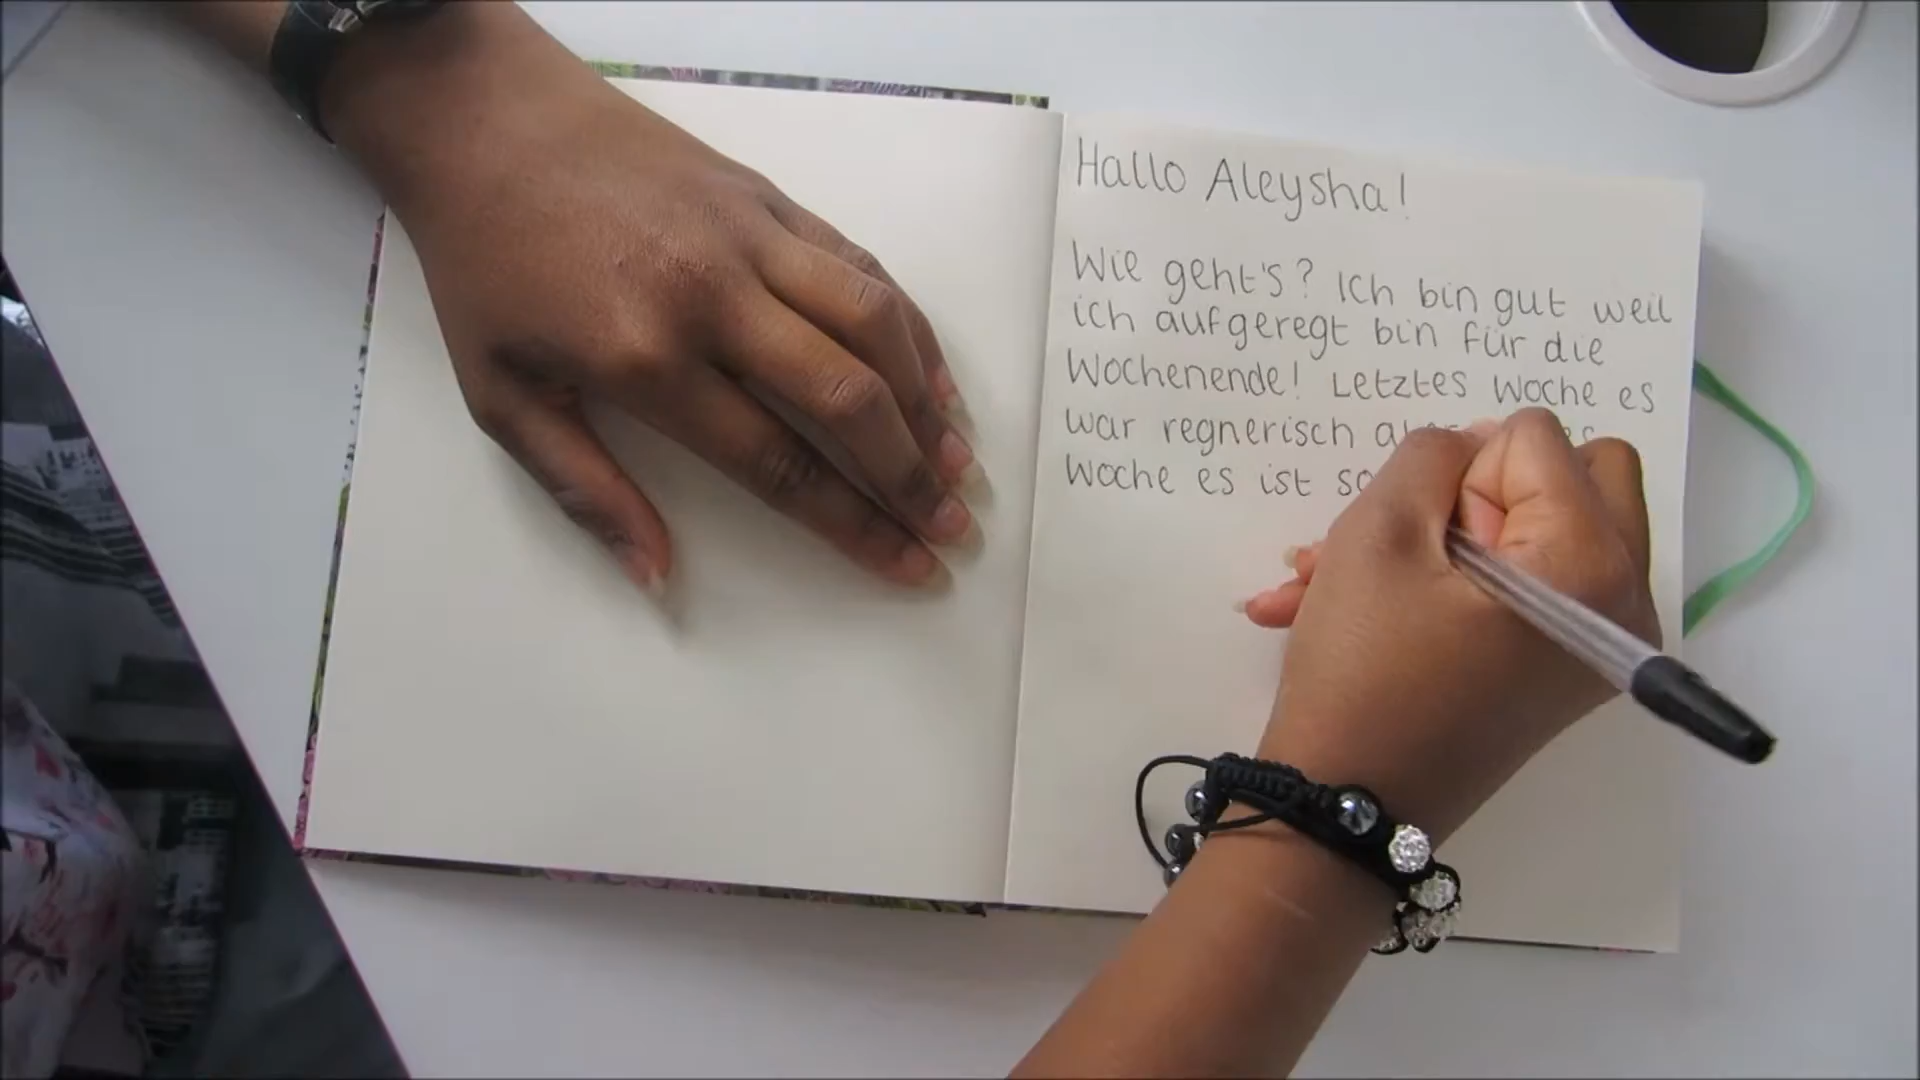 Hallo Aleysha!
Wie geht's? Ich bin gut weil
ich aufgeregt bin für die
Wochenende! Letztes Woche es
war regnerisch
Woche es ist